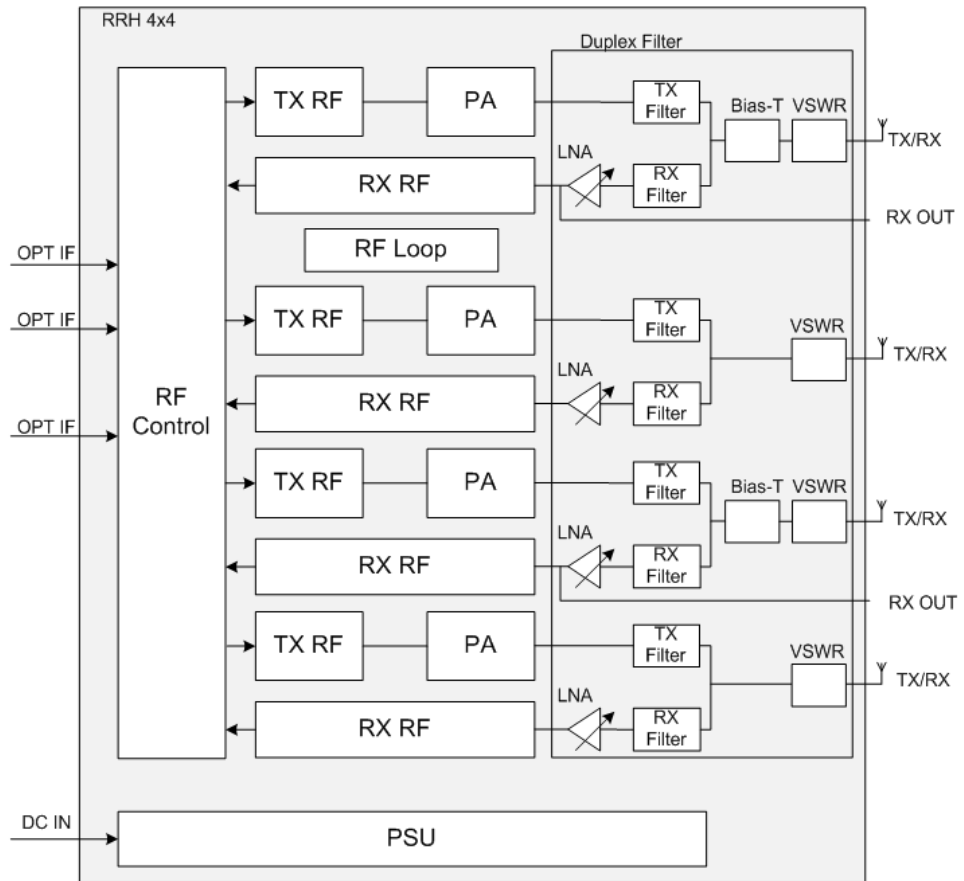 RRH 4x4
Duplex Filter
TX RF
PA
TX
Filter
Bias-T
VSWR
TX/RX
LNA
RX RF
RX
Filter
RX OUT
RF Loop
OPT IF
OPT IF
OPT IF
RF
Control
TX RF
PA
TX
Filter
VSWR
TX/RX
LNA
RX RF
RX
Filter
TX RF
PA
TX
Filter
Bias-T
VSWR
TX/RX
LNA
RX RF
RX
Filter
RX OUT
TX RF
PA
TX
Filter
VSWR
TX/RX
LNA
RX RF
RX
Filter
DC IN
PSU